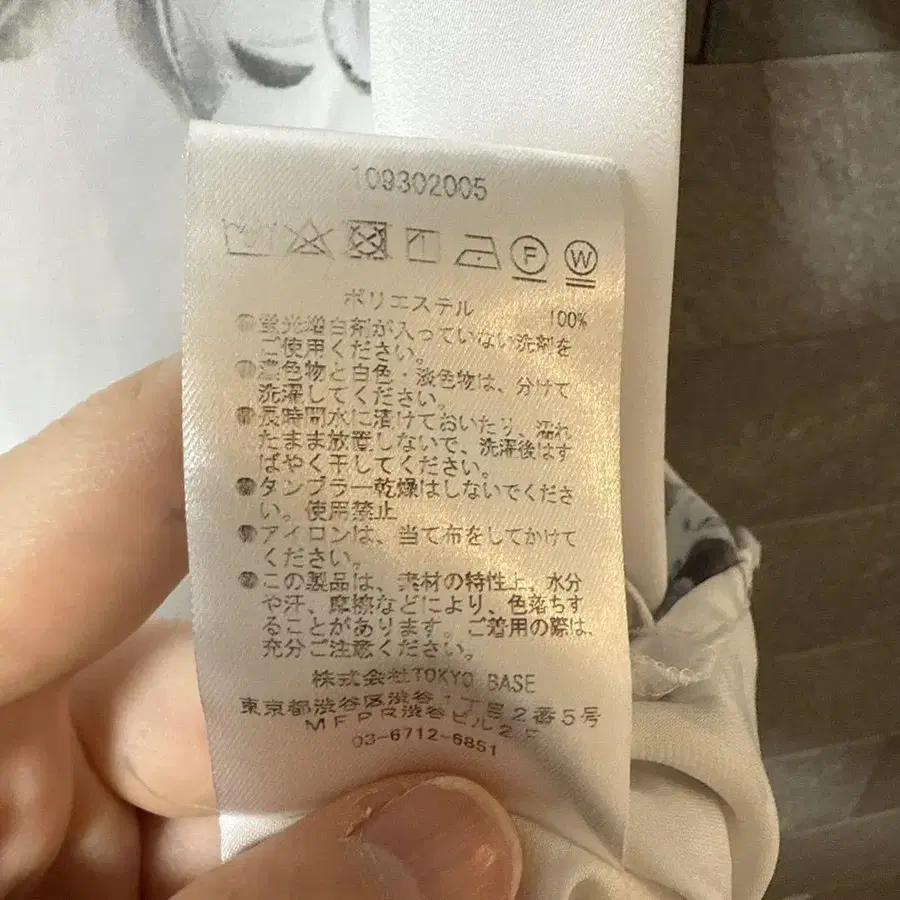 109302005
F W
ポリエステル 100%
蛍光増白剤が入っていない洗剤を
ご使用ください。
濃色物と白色・淡色物は、分けて
洗濯してください。
長時間水に漬けておいたり、濡れ
たまま放置しないで、洗濯後はす
ばやく干してください。
タンブラー乾燥はしないでくださ
い。使用禁止
アイロンは、当て布をしてかけて
ください。
この製品は、素材の特性上、水分
や汗、摩擦などにより、色落ちす
ることがあります。ご着用の際は、
充分ご注意ください。
株式会社TOKYO BASE
東京都渋谷区渋谷1丁目2番5号
MFPR渋谷ビル2F
03-6712-6851